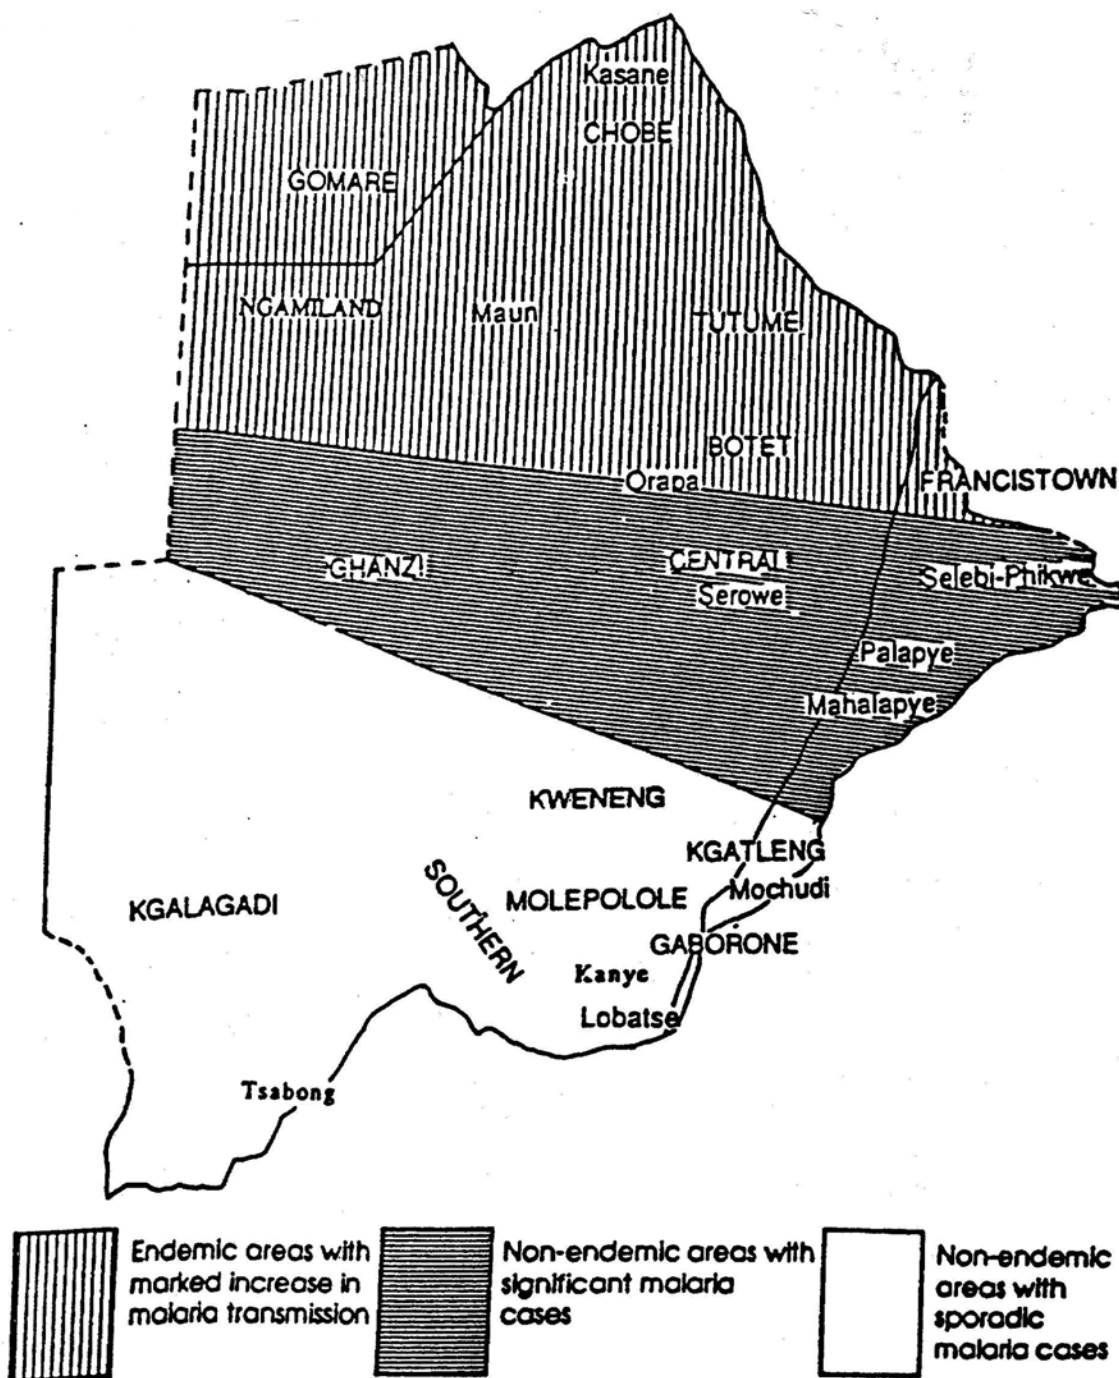 Kasane
CHOBE
GOMARE
NGAMILAND
Maun
TUTUME
BOTET
Orapa
FRANCISTOWN
GHANZI
CENTRAL
Serowe
Selebi-Phikwe
Palapye
Mahalapye
KWENENG
KGATLENG
Mochudi
SOUTHERN
MOLEPOLOLE
KGALAGADI
GABORONE
Kanye
Lobatse
Tsabong
Endemic areas with
marked increase in
malaria transmission
Non-endemic areas with
significant malaria
cases
Non-endemic
areas with
sporadic
malaria cases